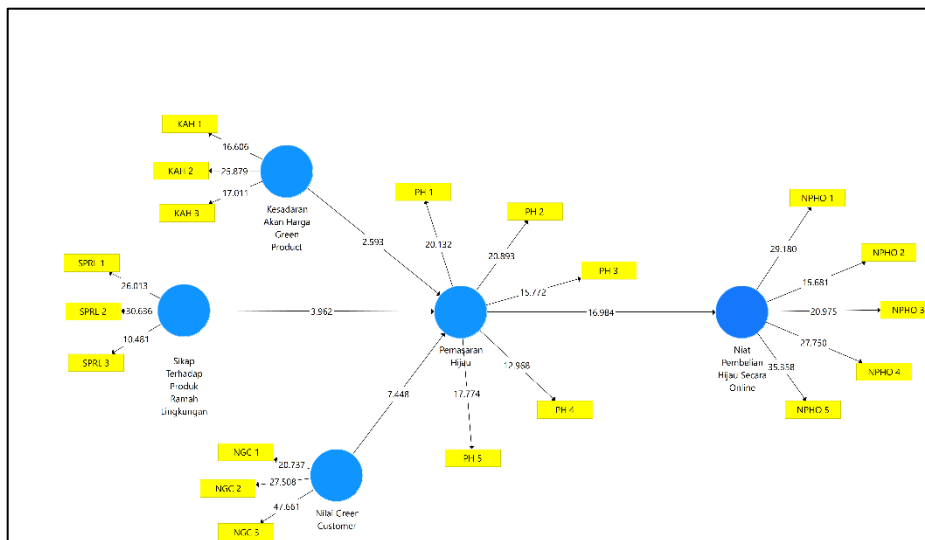 KAH 1
16.606
KAH 2
25.879
KAH 3
17.011
Kesadaran
Akan Harga
Green
Product
2.593
SPRL 1
26.013
SPRL 2
30.636
SPRL 3
10.481
Sikap
Terhadap
Produk
Ramah
Lingkungan
3.962
NGC 1
20.737
NGC 2
27.508
NGC 3
47.661
Nilai Green
Customer
7.448
PH 1
20.132
PH 2
20.893
PH 3
15.772
PH 4
12.968
PH 5
17.774
Pemasaran
Hijau
16.984
NPHO 1
29.180
NPHO 2
15.681
NPHO 3
20.975
NPHO 4
27.750
NPHO 5
35.358
Niat
Pembelian
Hijau Secara
Online